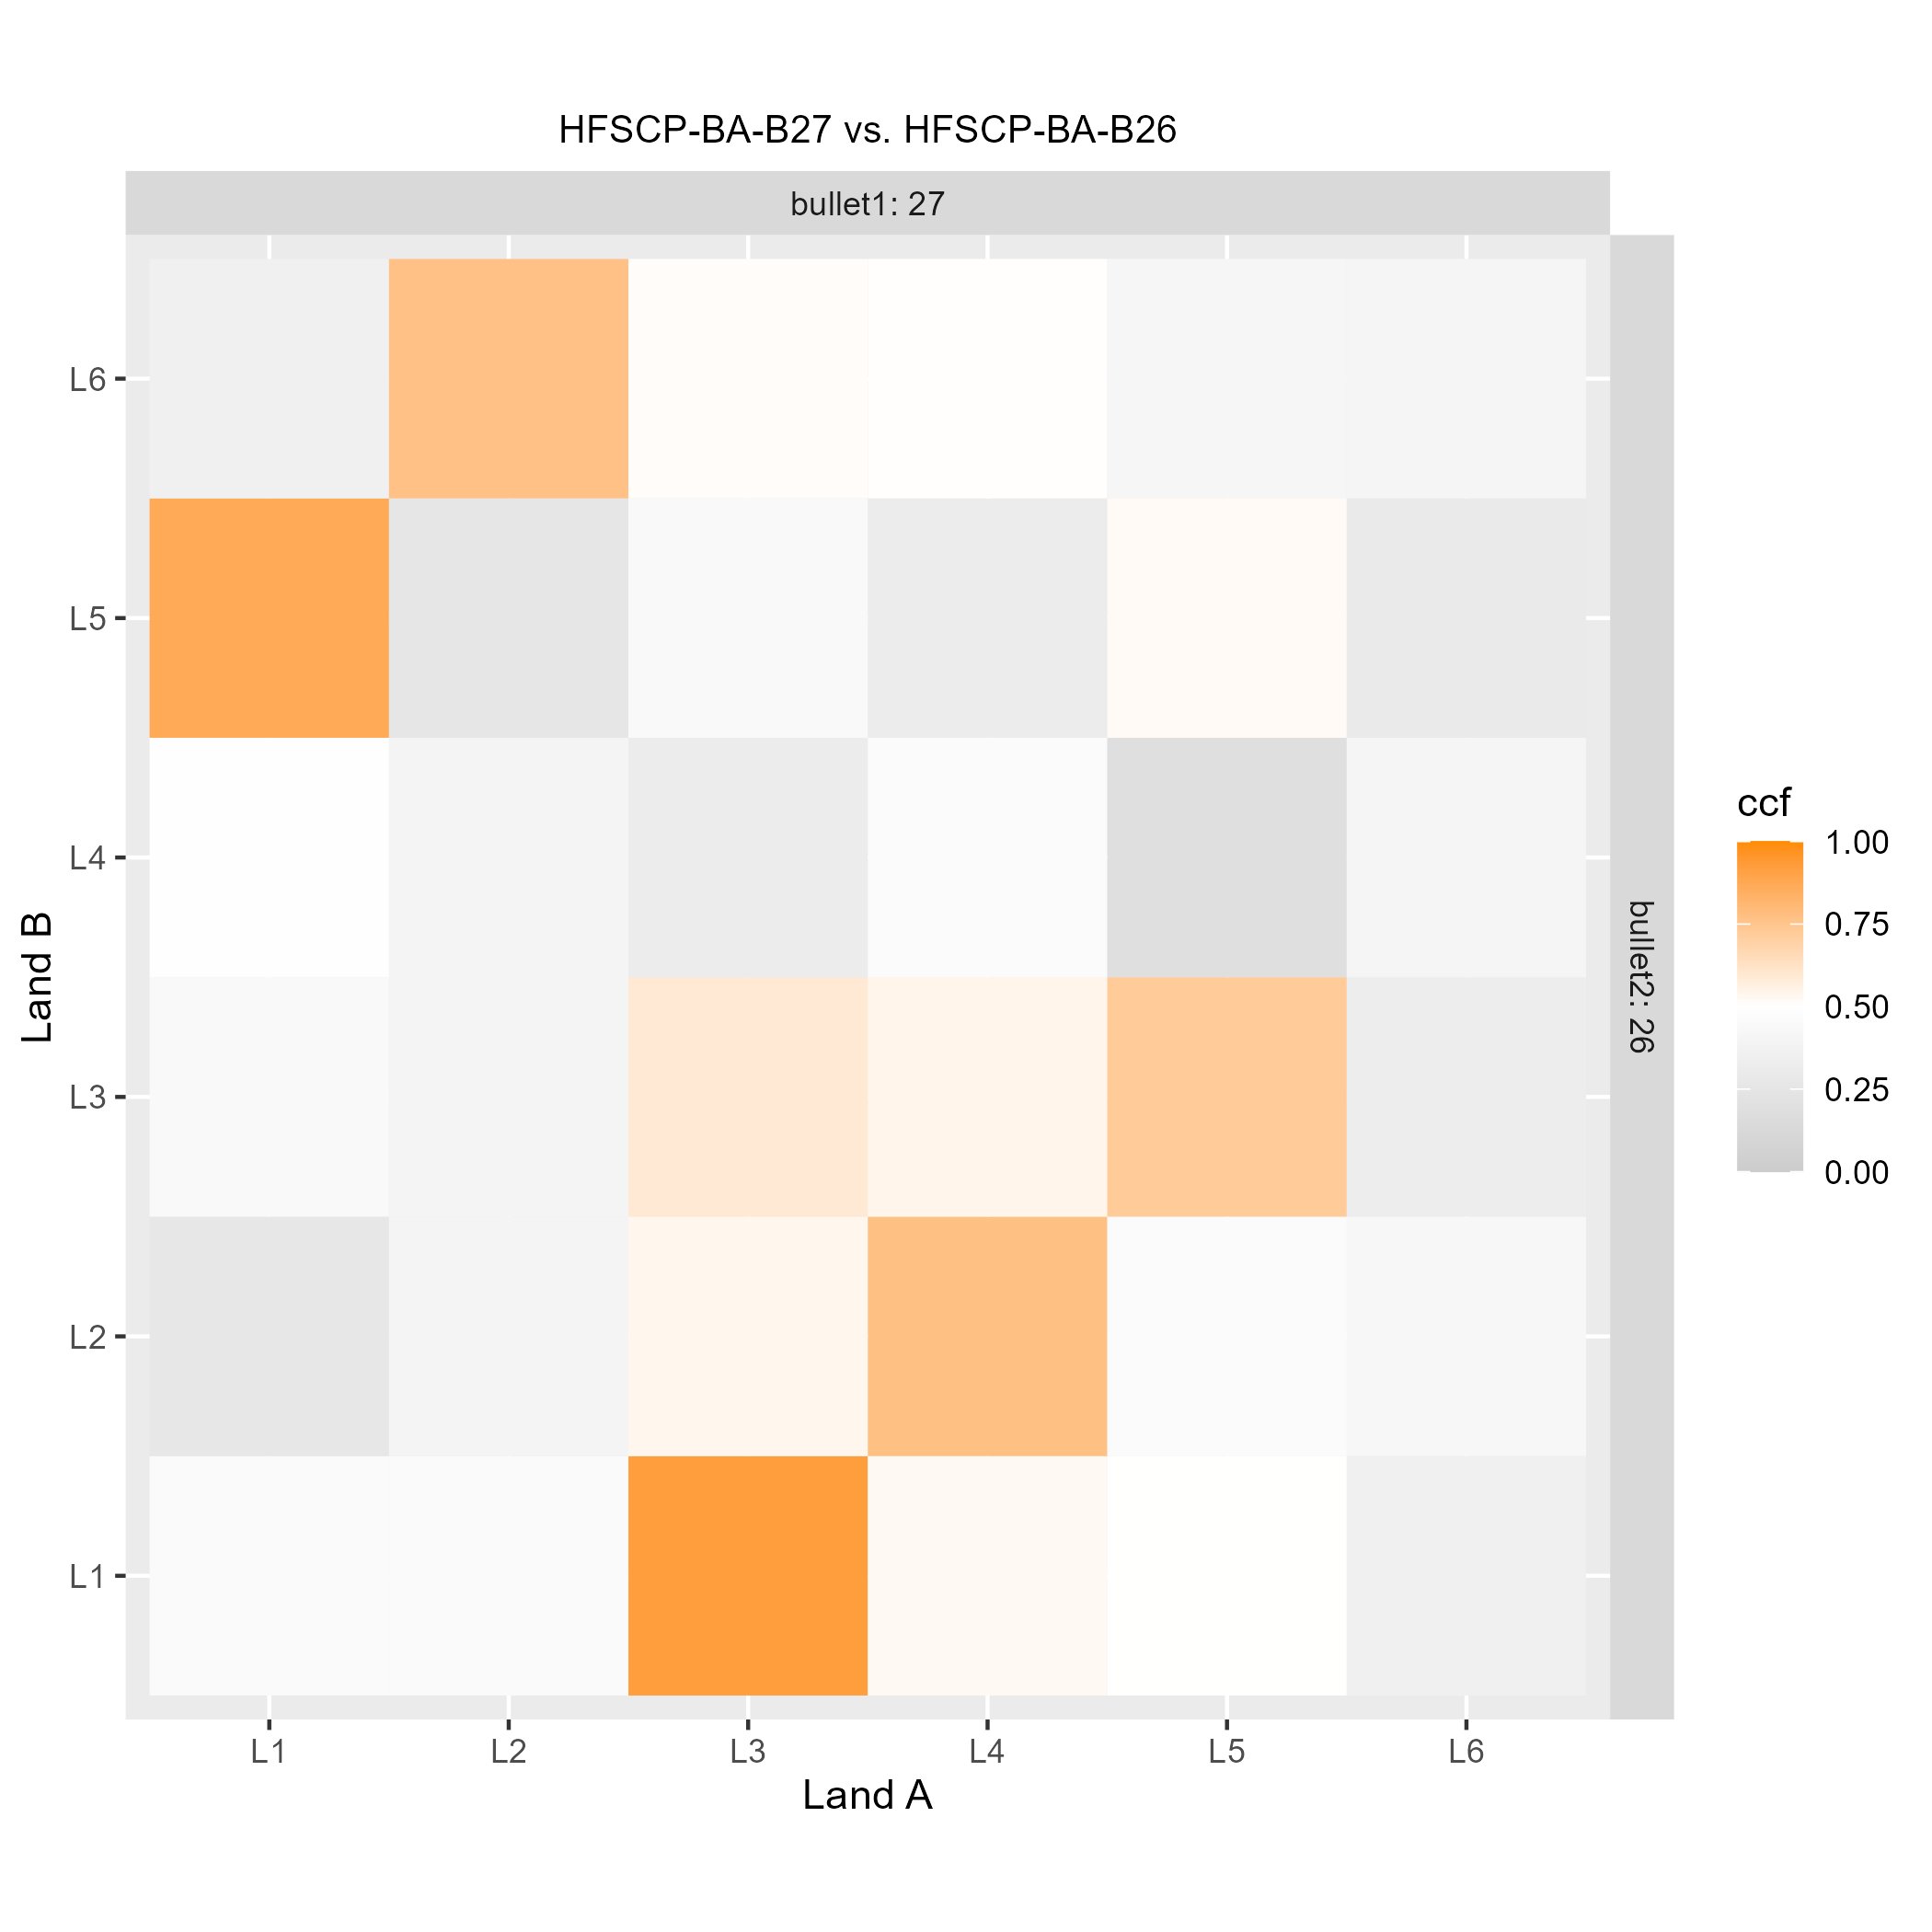 HFSCP-BA-B27 vs. HFSCP-BA-B26
bullet1: 27
L6
L5
L4
L3
L2
L1
Land B
bullet2: 26
L1 L2 L3 L4 L5 L6
Land A
ccf
1.00
0.75
0.50
0.25
0.00